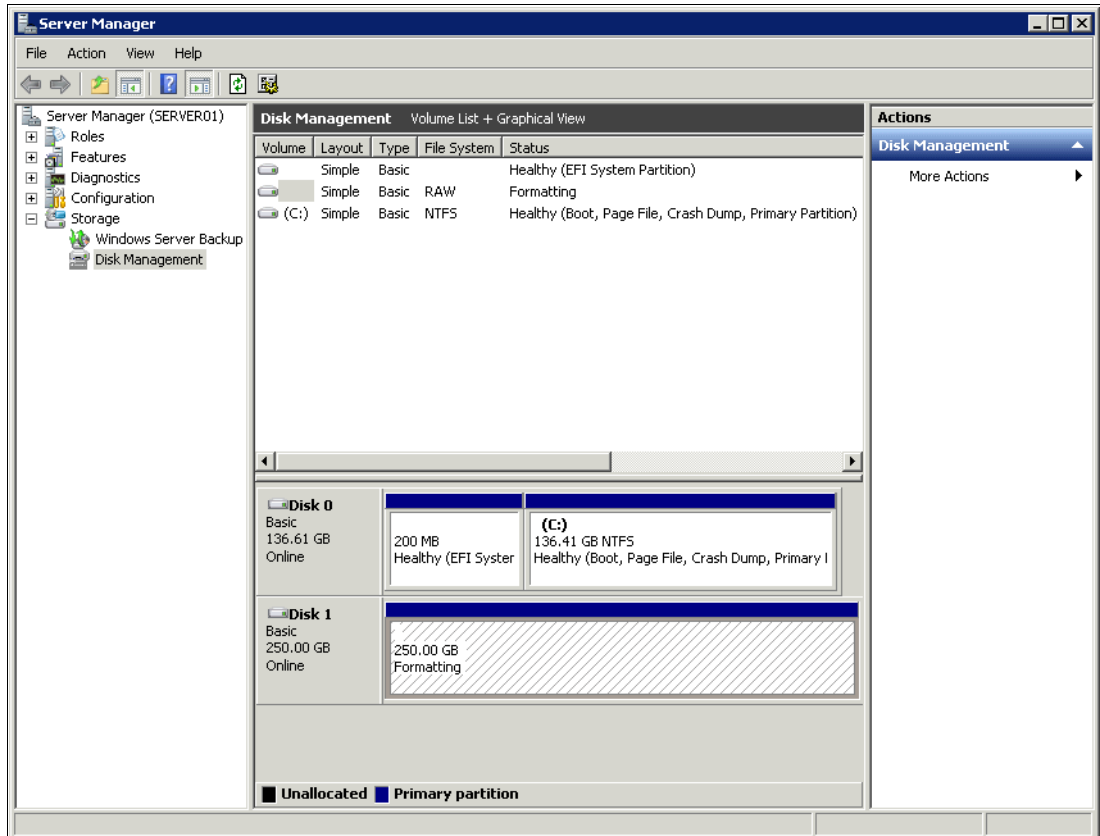 Server Manager
File Action View Help
Server Manager (SERVER01)
Roles
Features
Diagnostics
Configuration
Storage
Windows Server Backup
Disk Management
Disk Management Volume List + Graphical View
Volume Layout Type File System Status
Simple Basic Healthy (EFI System Partition)
Simple Basic RAW Formatting
(C:) Simple Basic NTFS Healthy (Boot, Page File, Crash Dump, Primary Partition)
Disk 0
Basic
136.61 GB
Online
200 MB
Healthy (EFI Syster
(C:)
136.41 GB NTFS
Healthy (Boot, Page File, Crash Dump, Primary I
Disk 1
Basic
250.00 GB
Online
250.00 GB
Formatting
Unallocated Primary partition
Actions
Disk Management
More Actions